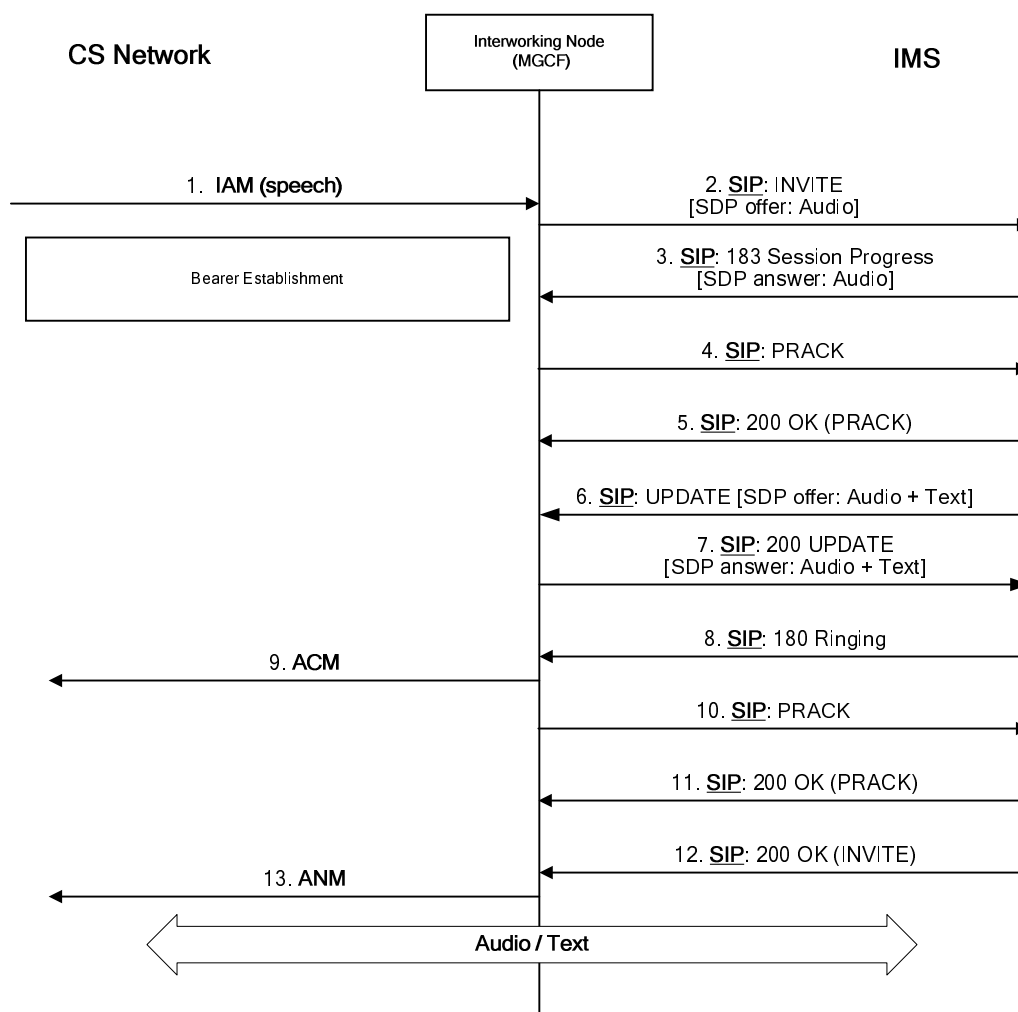 CS Network
Interworking Node
(MGCF)
IMS
1. IAM (speech)
2. SIP: INVITE
[SDP offer: Audio]
Bearer Establishment
3. SIP: 183 Session Progress
[SDP answer: Audio]
4. SIP: PRACK
5. SIP: 200 OK (PRACK)
6. SIP: UPDATE [SDP offer: Audio + Text]
7. SIP: 200 UPDATE
[SDP answer: Audio + Text]
8. SIP: 180 Ringing
9. ACM
10. SIP: PRACK
11. SIP: 200 OK (PRACK)
12. SIP: 200 OK (INVITE)
13. ANM
Audio / Text